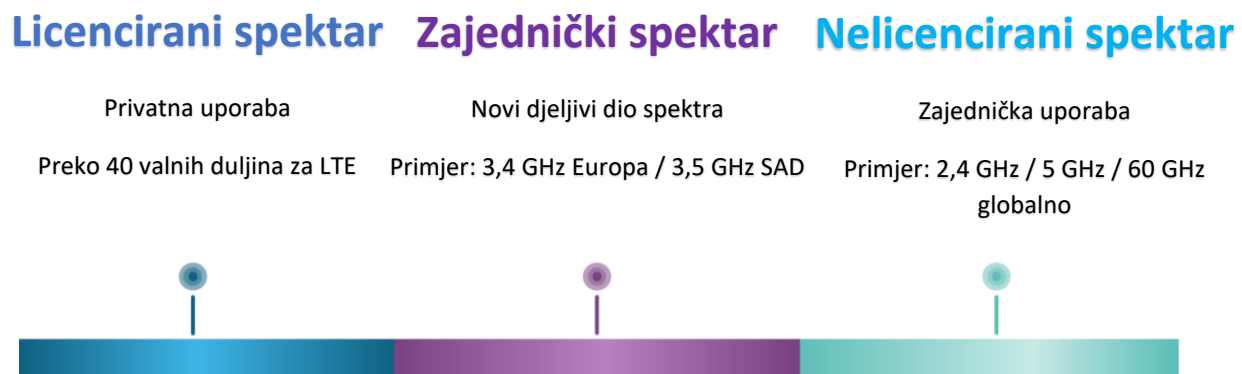 Licencirani spektar
Privatna uporaba
Preko 40 valnih duljina za LTE
Zajednički spektar
Novi djeljivi dio spektra
Primjer: 3,4 GHz Europa / 3,5 GHz SAD
Nelicencirani spektar
Zajednička uporaba
Primjer: 2,4 GHz / 5 GHz / 60 GHz
globalno